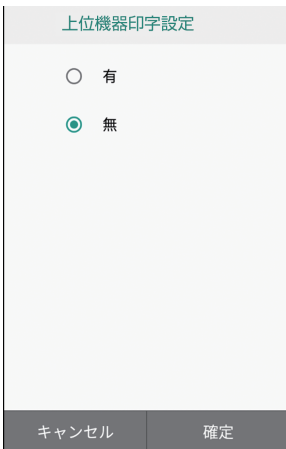 上位機器印字設定
有
無
キャンセル
確定